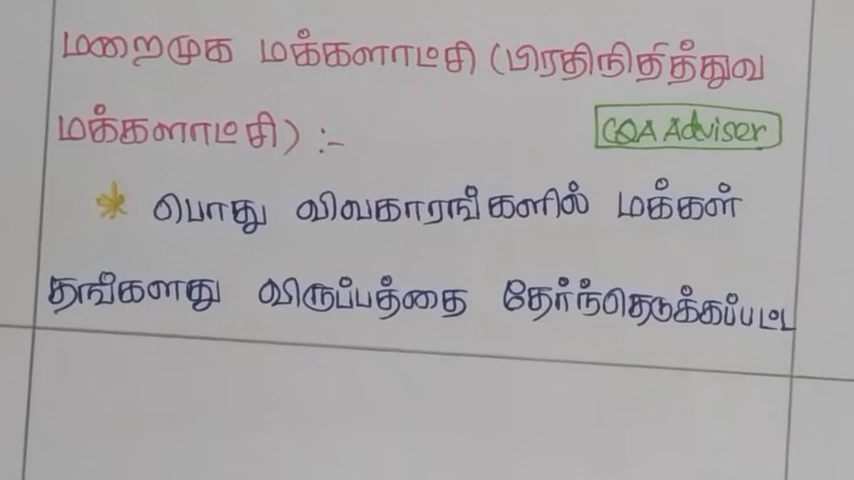 மறைமுக மக்களாட்சி (பிரதிநிதித்துவ
மக்களாட்சி) :-
CQA Adviser
* பொது விவகாரங்களில் மக்கள்
தங்களது விருப்பத்தை தேர்ந்தெடுக்கப்பட்ட